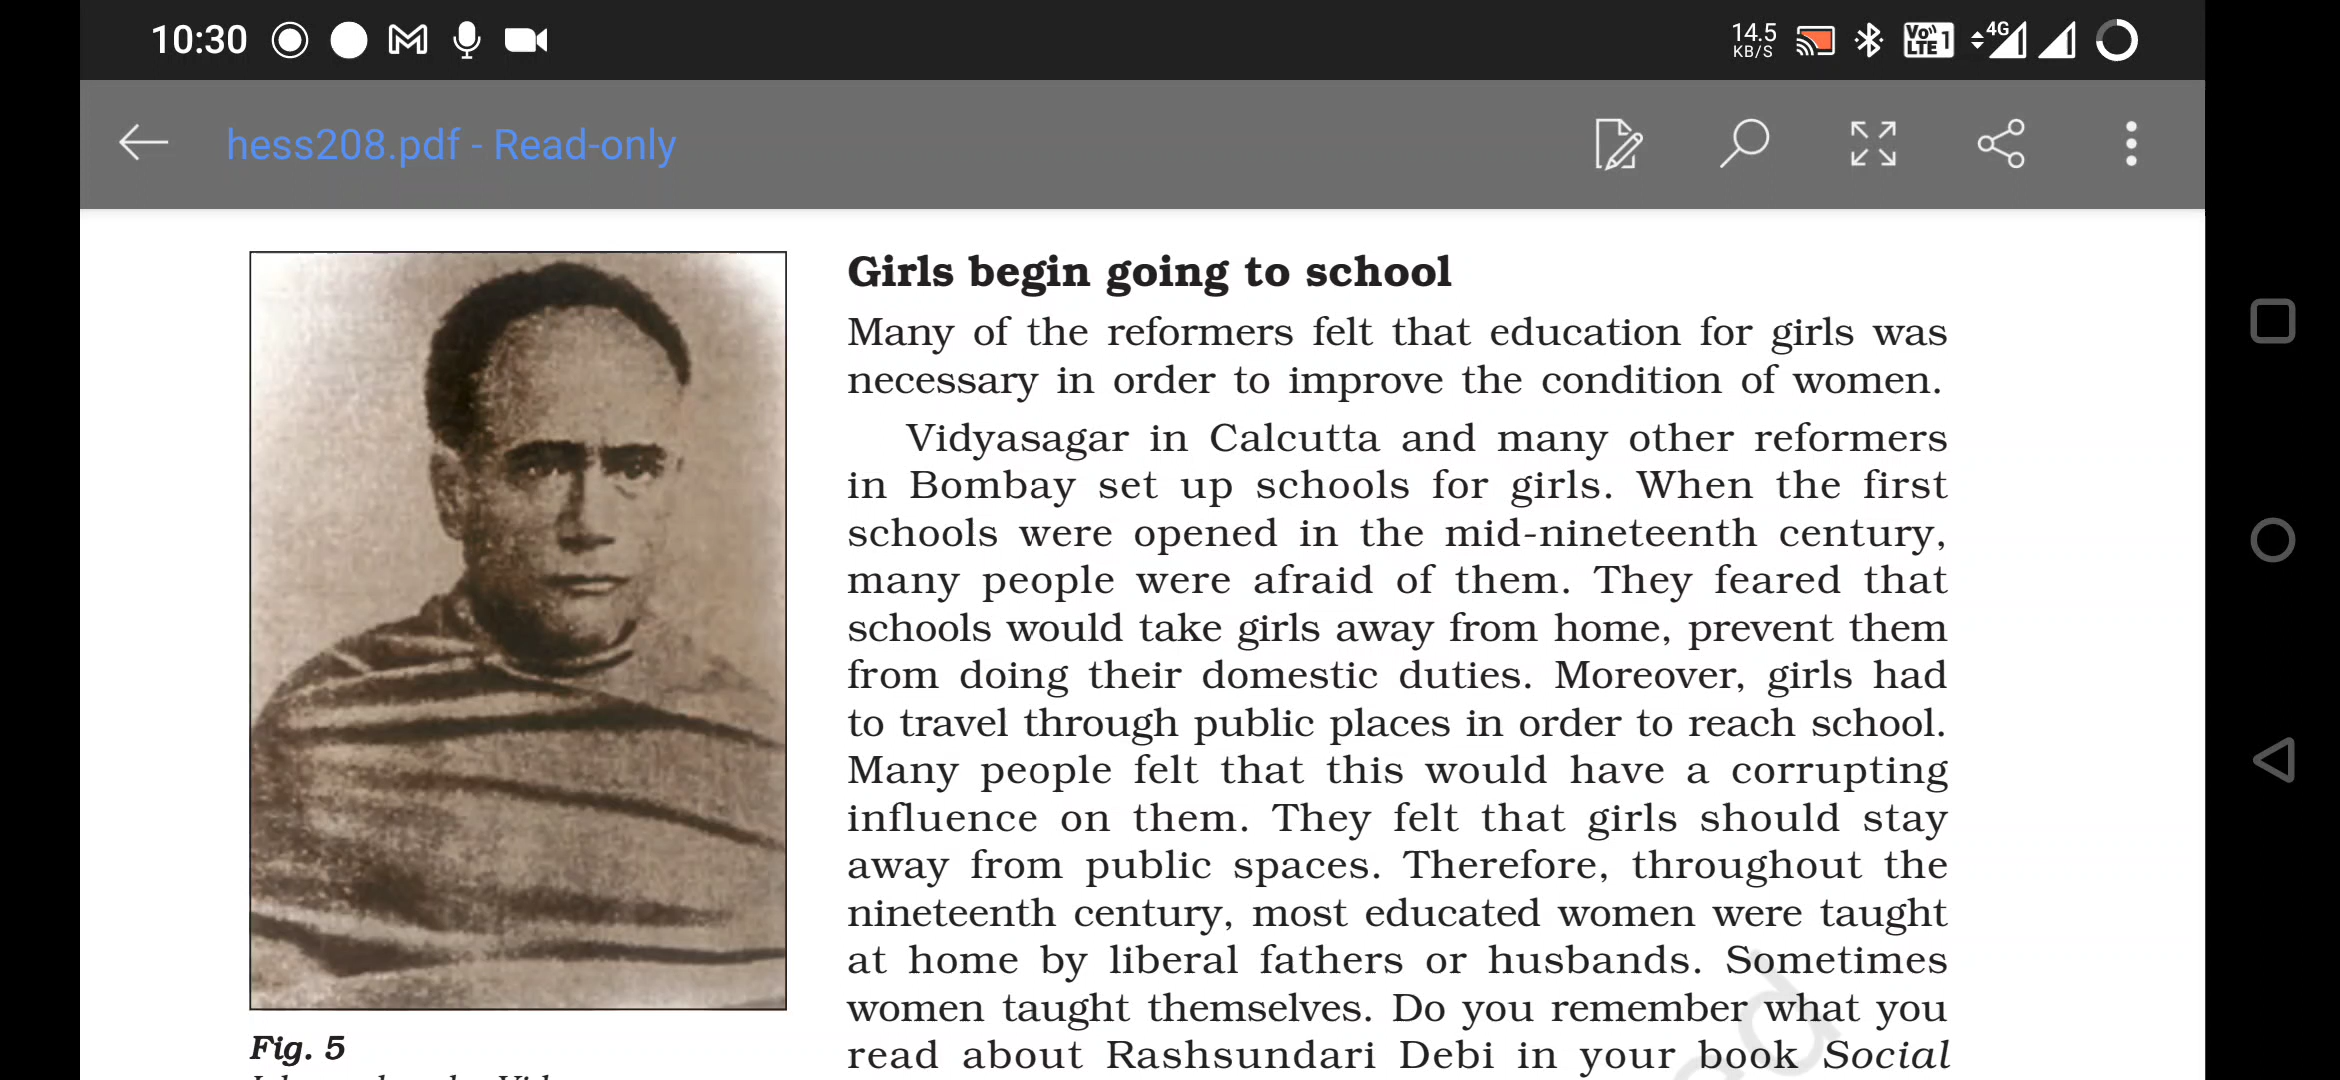 10:30
14.5
KB/S
Vo))
LTE 1
4G
hess208.pdf - Read-only
Girls begin going to school
Many of the reformers felt that education for girls was
necessary in order to improve the condition of women.
Vidyasagar in Calcutta and many other reformers
in Bombay set up schools for girls. When the first
schools were opened in the mid-nineteenth century,
many people were afraid of them. They feared that
schools would take girls away from home, prevent them
from doing their domestic duties. Moreover, girls had
to travel through public places in order to reach school.
Many people felt that this would have a corrupting
influence on them. They felt that girls should stay
away from public spaces. Therefore, throughout the
nineteenth century, most educated women were taught
at home by liberal fathers or husbands. Sometimes
women taught themselves. Do you remember what you
read about Rashsundari Debi in your book Social
Fig. 5